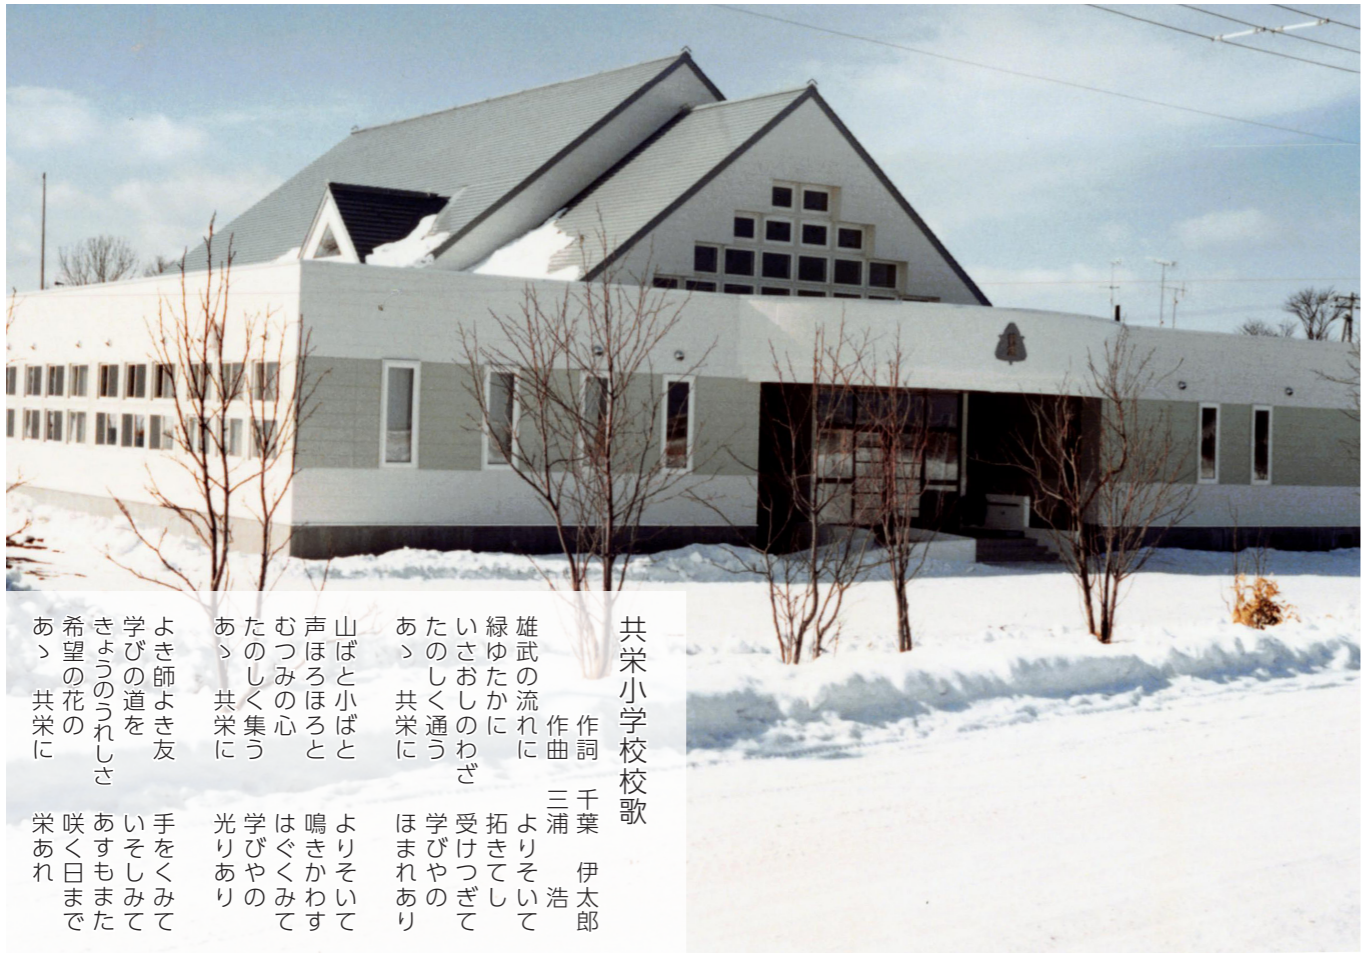 共栄小学校校歌
作詞　千葉　伊太郎
作曲　三浦　浩
雄武の流れに　よりそいて
緑ゆたかに　拓きてし
いさおしのわざ　受けつぎて
たのしく通う　学びやの
あゝ　共栄に　ほまれあり
山ばと小ばと　よりそいて
声ほろほろと　鳴きかわす
むつみの心　はぐくみて
たのしく集う　学びやの
あゝ　共栄に　光りあり
よき師よき友　手をくみて
学びの道を　いそしみて
きょうのうれしさ　あすもまた
希望の花の　咲く日まで
あゝ　共栄に　栄あれ